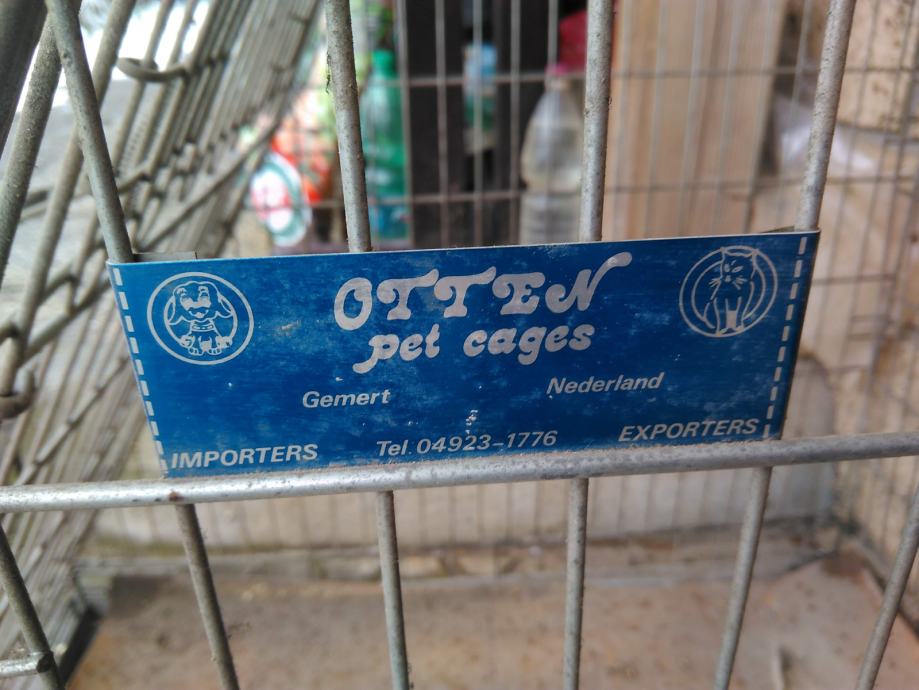 OTTEN
pet cages
Gemert Nederland
IMPORTERS Tel. 04923-1776 EXPORTERS